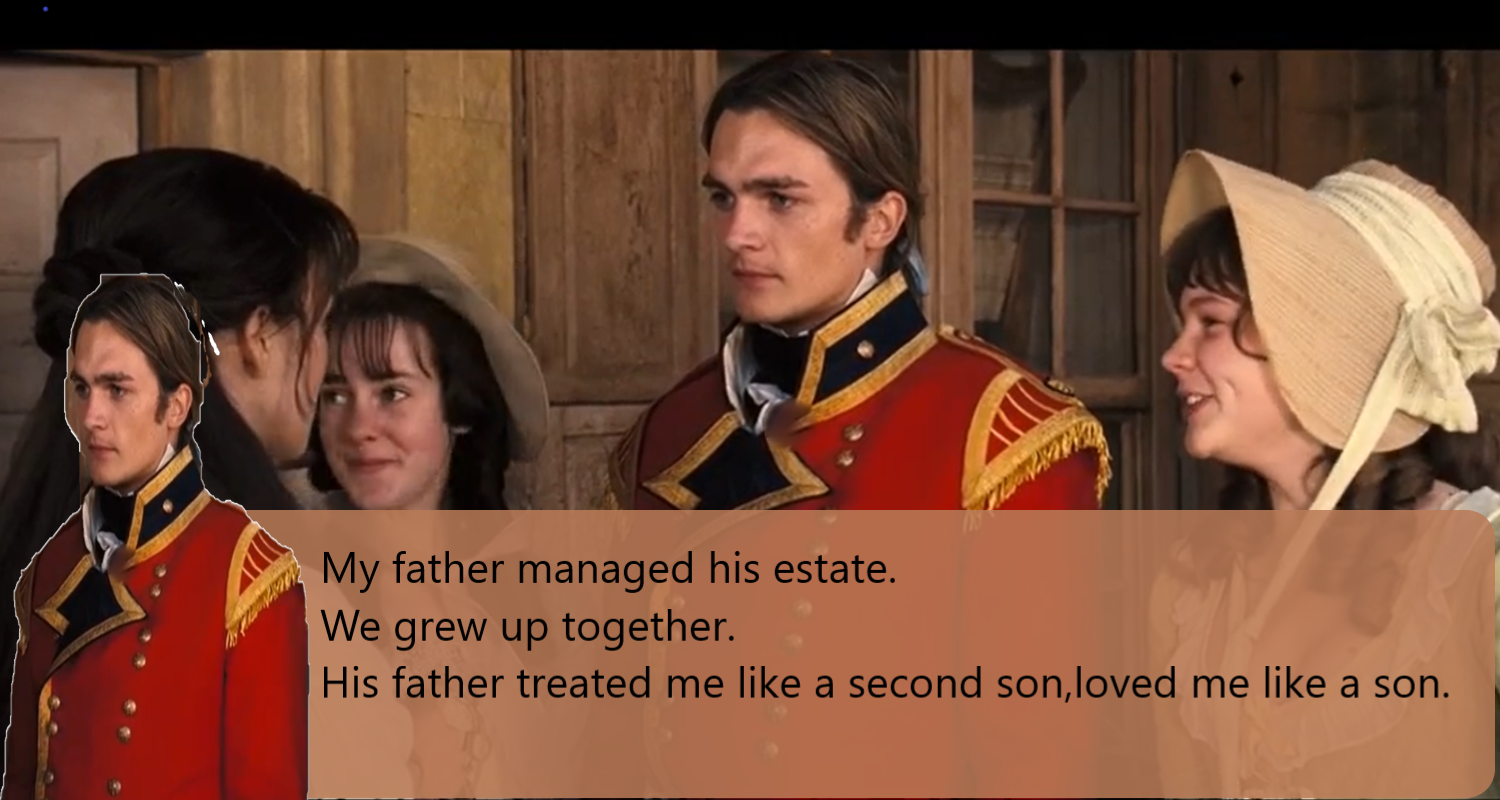 My father managed his estate.
We grew up together.
His father treated me like a second son,loved me like a son.